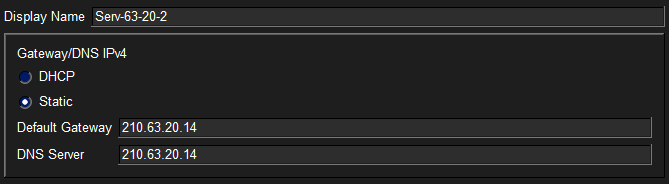 Display Name Serv-63-20-2
Gateway/DNS IPv4
DHCP
Static
Default Gateway 210.63.20.14
DNS Server 210.63.20.14